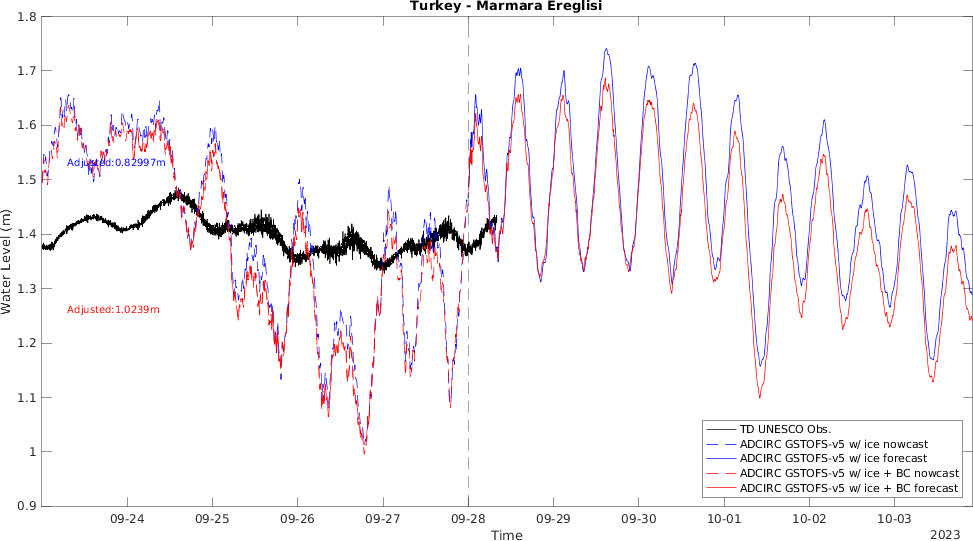 Turkey - Marmara Ereglisi
1.8
1.7
1.6
1.5
1.4
1.3
1.2
1.1
1
0.9
Water Level (m)
Adjusted:0.82997m
Adjusted:1.0239m
TD UNESCO Obs.
ADCIRC GSTOFS-v5 w/ ice nowcast
ADCIRC GSTOFS-v5 w/ ice forecast
ADCIRC GSTOFS-v5 w/ ice + BC nowcast
ADCIRC GSTOFS-v5 w/ ice + BC forecast
09-24 09-25 09-26 09-27 09-28 09-29 09-30 10-01 10-02 10-03
Time
2023